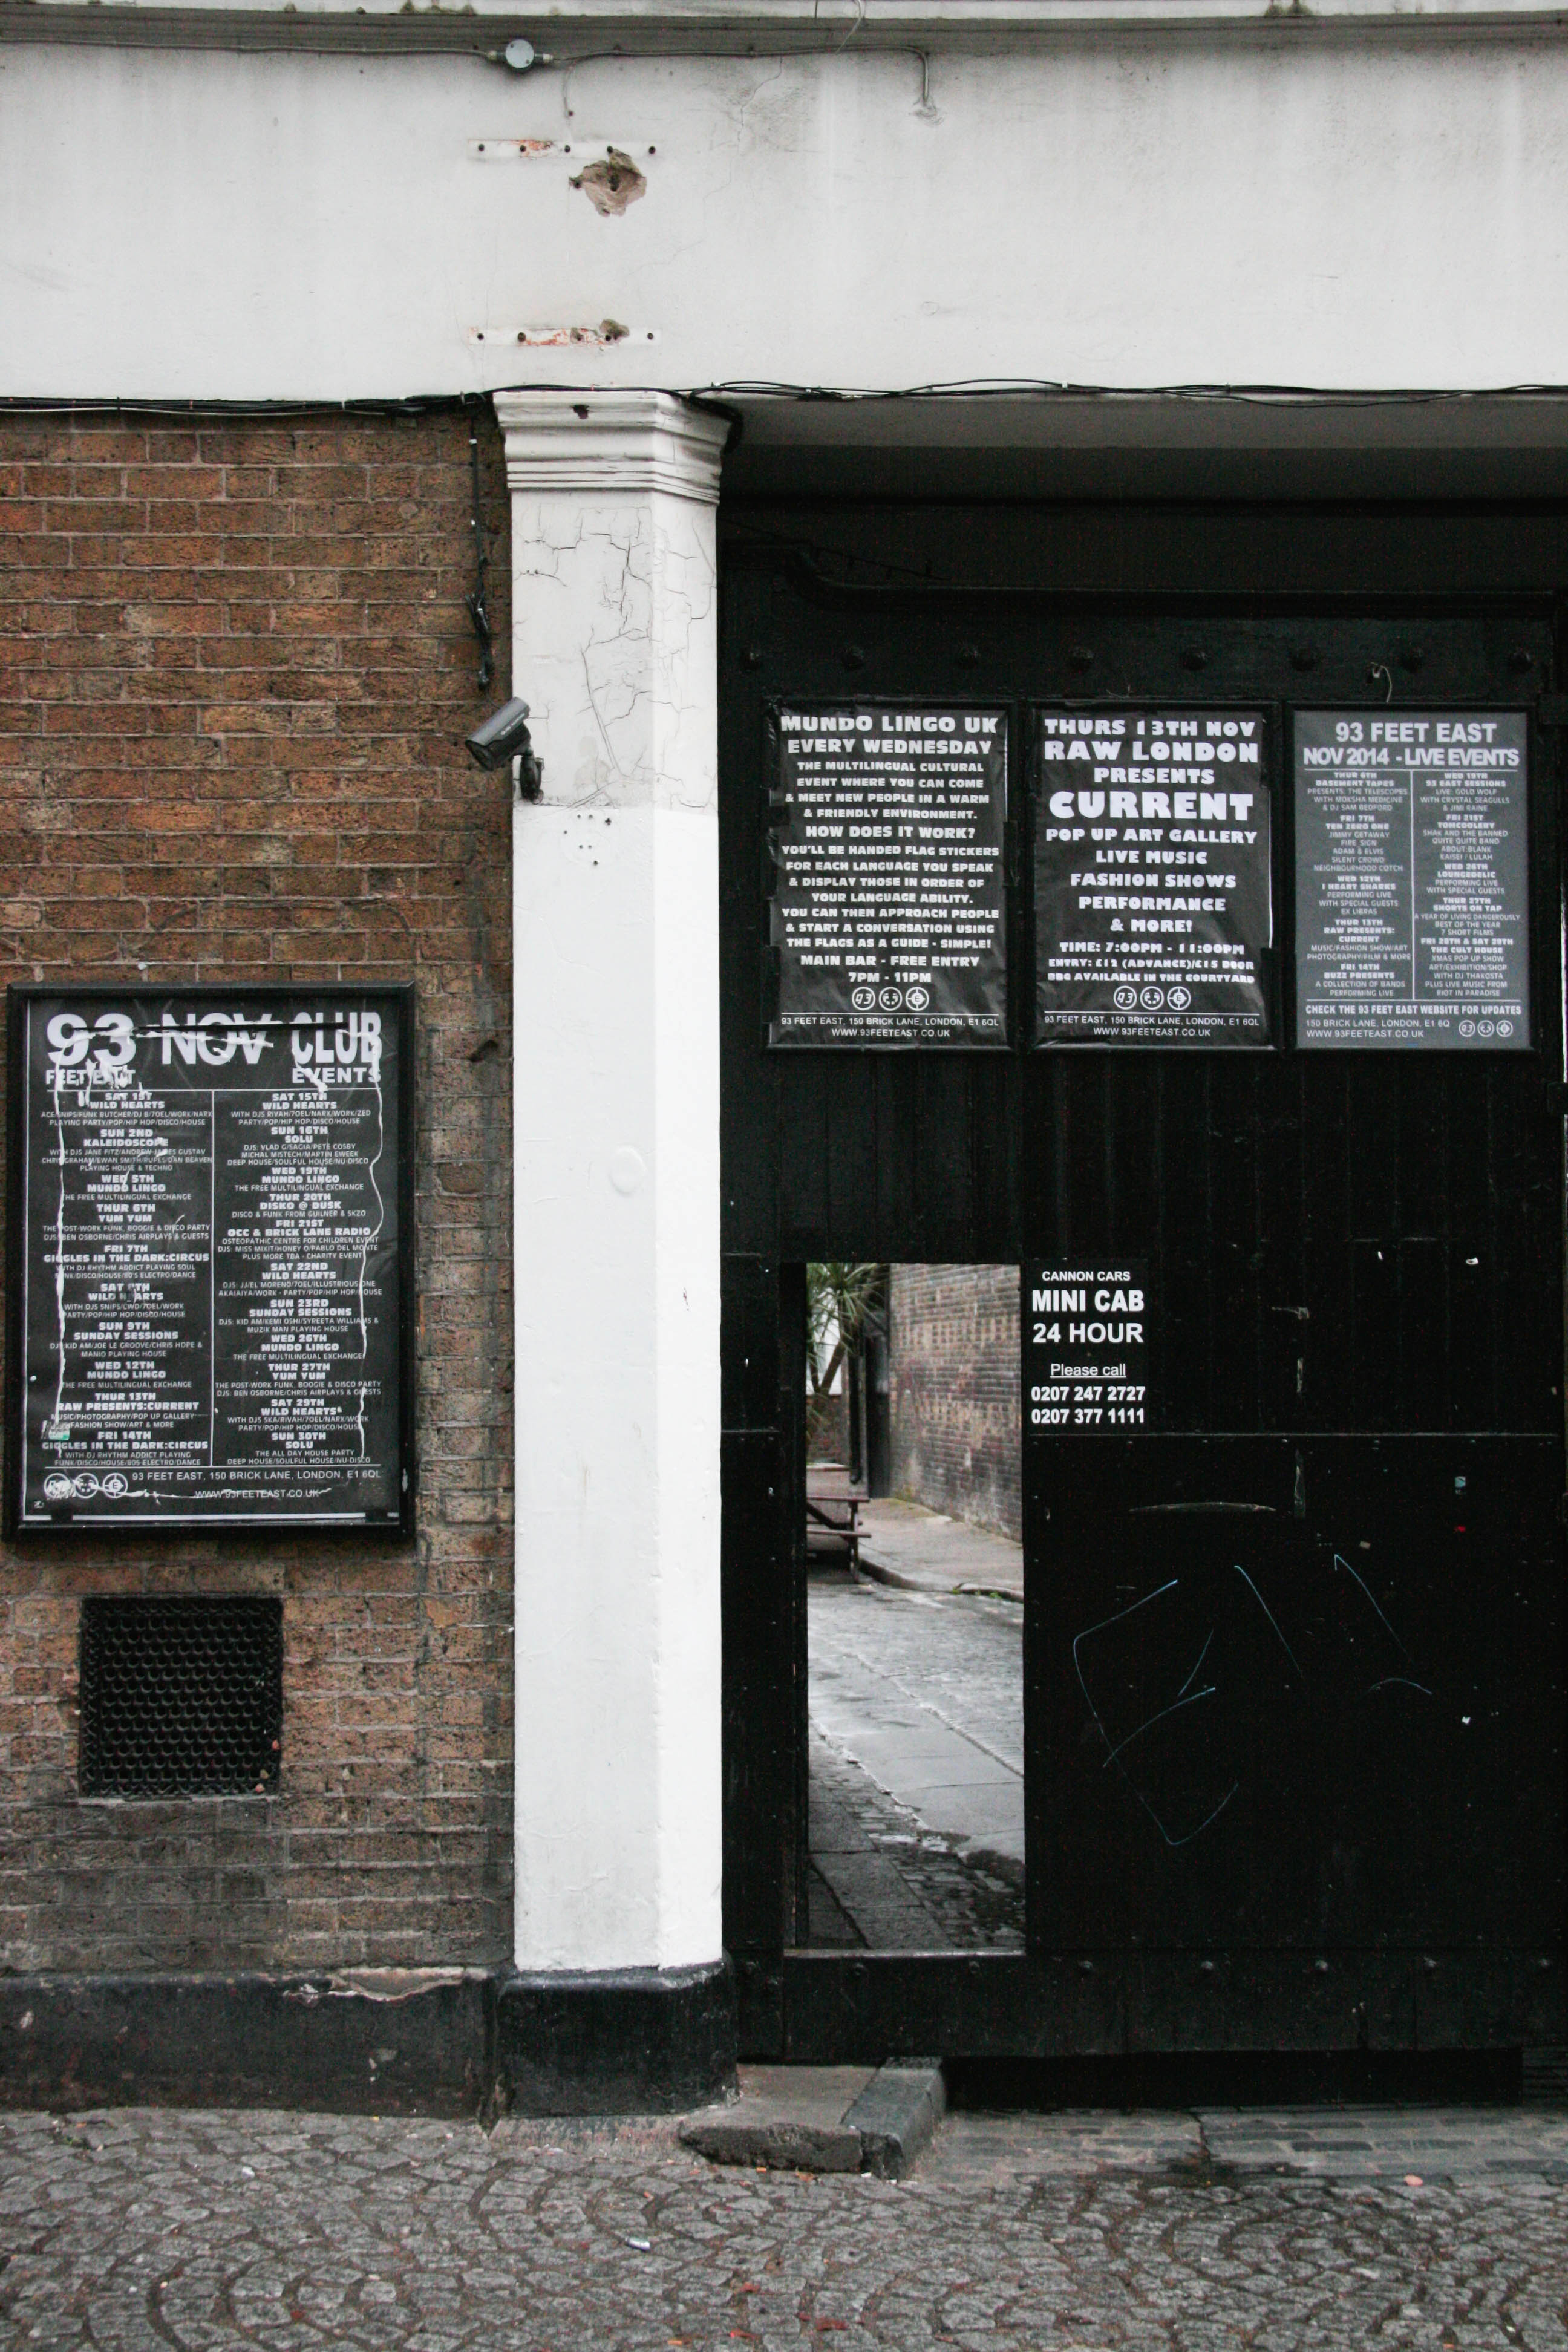 93 NOV CLUB
FEET EAST EVENTS
SAT 1ST
WILD HEARTS
ACE/SNIPS/FUNK BUTCHER/DJ B/7OEL/WORK/NARX
PLAYING PARTY/POP/HIP HOP/DISCO/HOUSE
SUN 2ND
KALEIDOSCOPE
WITH DJS JANE FITZ/ANDREW JAMES GUSTAV
CHRIS GRAHAM/EWAN SMITH/RUPES/DAN BEAVEN
PLAYING HOUSE & TECHNO
WED 5TH
MUNDO LINGO
THE FREE MULTILINGUAL EXCHANGE
THUR 6TH
YUM YUM
THE POST-WORK FUNK, BOOGIE & DISCO PARTY
DJS: BEN OSBORNE/CHRIS AIRPLAYS & GUESTS
FRI 7TH
GIGGLES IN THE DARK:CIRCUS
WITH DJ RHYTHM ADDICT PLAYING SOUL
FUNK/DISCO/HOUSE/80'S ELECTRO/DANCE
SAT 8TH
WILD HEARTS
WITH DJS SNIPS/CWD/7OEL/WORK
PARTY/POP/HIP HOP/DISCO/HOUSE
SUN 9TH
SUNDAY SESSIONS
DJS: KID AM/JOE LE GROOVE/CHRIS HOPE &
MANIO PLAYING HOUSE
WED 12TH
MUNDO LINGO
THE FREE MULTILINGUAL EXCHANGE
THUR 13TH
RAW PRESENTS:CURRENT
MUSIC/PHOTOGRAPHY/POP UP GALLERY
FASHION SHOW/ART & MORE
FRI 14TH
GIGGLES IN THE DARK:CIRCUS
WITH DJ RHYTHM ADDICT PLAYING
FUNK/DISCO/HOUSE/80S ELECTRO/DANCE
SAT 15TH
WILD HEARTS
WITH DJS RIVAH/7OEL/NARX/WORK/ZED
PARTY/POP/HIP HOP/DISCO/HOUSE
SUN 16TH
SOLU
DJS: VLAD G/SAGIA/PETE COSBY
MICHAL MISTECH/MARTIN EWEEK
DEEP HOUSE/SOULFUL HOUSE/NU-DISCO
WED 19TH
MUNDO LINGO
THE FREE MULTILINGUAL EXCHANGE
THUR 20TH
DISKO @ DUSK
DISCO & FUNK FROM GUILNER & SKZO
FRI 21ST
OCC & BRICK LANE RADIO
OSTEOPATHIC CENTRE FOR CHILDREN EVENT
DJS: MISS MIXIT/HONEY O/PABLO DEL MONTE
PLUS MORE TBA - CHARITY EVENT
SAT 22ND
WILD HEARTS
DJS: JJ/EL MORENO/7OEL/ILLUSTRIOUS ONE
AKAIAIYA/WORK - PARTY/POP/HIP HOP/HOUSE
SUN 23RD
SUNDAY SESSIONS
DJS: KID AM/KEMI OSHI/SYREETA WILLIAMS &
MUZIK MAN PLAYING HOUSE
WED 26TH
MUNDO LINGO
THE FREE MULTILINGUAL EXCHANGE
THUR 27TH
YUM YUM
THE POST-WORK FUNK, BOOGIE & DISCO PARTY
DJS: BEN OSBORNE/CHRIS AIRPLAYS & GUESTS
SAT 29TH
WILD HEARTS
WITH DJS SKA/RIVAH/7OEL/NARX/WORK
PARTY/POP/HIP HOP/DISCO/HOUSE
SUN 30TH
SOLU
THE ALL DAY HOUSE PARTY
DEEP HOUSE/SOULFUL HOUSE/NU-DISCO
93 FEET EAST, 150 BRICK LANE, LONDON, E1 6QL
WWW.93FEETEAST.CO.UK
MUNDO LINGO UK
EVERY WEDNESDAY
THE MULTILINGUAL CULTURAL
EVENT WHERE YOU CAN COME
& MEET NEW PEOPLE IN A WARM
& FRIENDLY ENVIRONMENT.
HOW DOES IT WORK?
YOU'LL BE HANDED FLAG STICKERS
FOR EACH LANGUAGE YOU SPEAK
& DISPLAY THOSE IN ORDER OF
YOUR LANGUAGE ABILITY.
YOU CAN THEN APPROACH PEOPLE
& START A CONVERSATION USING
THE FLAGS AS A GUIDE - SIMPLE!
MAIN BAR - FREE ENTRY
7PM - 11PM
93
93 FEET EAST, 150 BRICK LANE, LONDON, E1 6QL
WWW.93FEETEAST.CO.UK
THURS 13TH NOV
RAW LONDON
PRESENTS
CURRENT
POP UP ART GALLERY
LIVE MUSIC
FASHION SHOWS
PERFORMANCE
& MORE!
TIME: 7:00PM - 11:00PM
ENTRY: £12 (ADVANCE)/£15 DOOR
BBQ AVAILABLE IN THE COURTYARD
93
93 FEET EAST, 150 BRICK LANE, LONDON, E1 6QL
WWW.93FEETEAST.CO.UK
93 FEET EAST
NOV 2014 - LIVE EVENTS
THUR 6TH
BASEMENT TAPES
PRESENTS: THE TELESCOPES
WITH MOKSHA MEDICINE
& DJ SAM BEDFORD
FRI 7TH
TEN ZERO ONE
JIMMY GETAWAY
FIRE SIGN
ADAM & ELVIS
SILENT CROWD
NEIGHBOURHOOD COTCH
WED 12TH
I HEART SHARKS
PERFORMING LIVE
WITH SPECIAL GUESTS
EX LIBRAS
THUR 13TH
RAW PRESENTS:
CURRENT
MUSIC/FASHION SHOW/ART
PHOTOGRAPHY/FILM & MORE
FRI 14TH
BUZZ PRESENTS
A COLLECTION OF BANDS
PERFORMING LIVE
WED 19TH
93 EAST SESSIONS
LIVE: GOLD WOLF
WITH CRYSTAL SEAGULLS
& JIMI RAINE
FRI 21ST
TOMCOOLERY
SHAK AND THE BANNED
QUITE QUITE BAND
ABOUT BLANK
KAISEI / LULAH
WED 26TH
LOUNGEDELIC
PERFORMING LIVE
WITH SPECIAL GUESTS
THUR 27TH
SHORTS ON TAP
A YEAR OF LIVING DANGEROUSLY
BEST OF THE YEAR
7 SHORT FILMS
FRI 28TH & SAT 29TH
THE CULT HOUSE
XMAS POP UP SHOW
ART/EXHIBITION/SHOP
WITH DJ THAKOSTA
PLUS LIVE MUSIC FROM
RIOT IN PARADISE
CHECK THE 93 FEET EAST WEBSITE FOR UPDATES
150 BRICK LANE, LONDON, E1 6Q
WWW.93FEETEAST.CO.UK
CANNON CARS
MINI CAB
24 HOUR
Please call
0207 247 2727
0207 377 1111